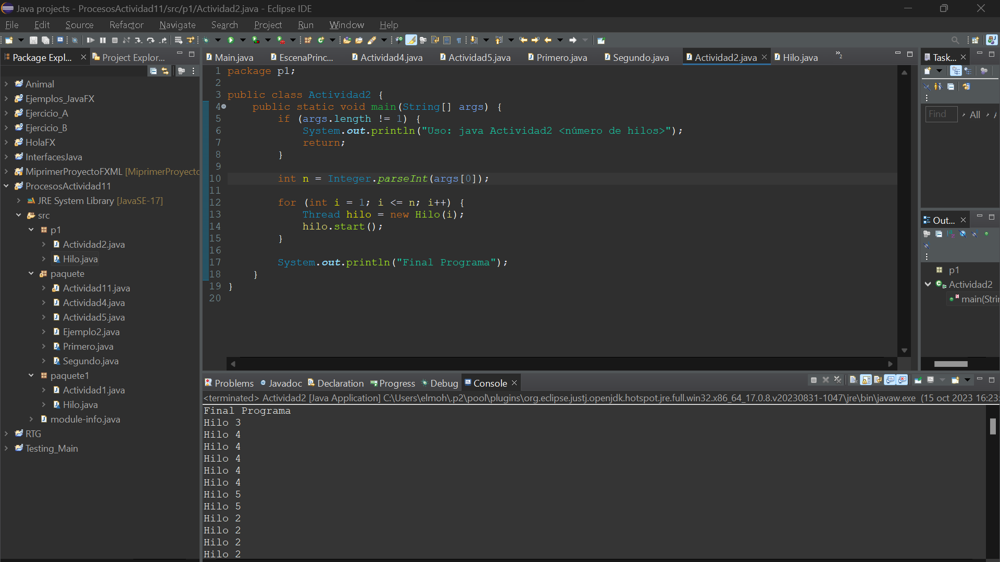 Java projects - ProcesosActividad11/src/p1/Actividad2.java - Eclipse IDE
File Edit Source Refactor Navigate Search Project Run Window Help
Package Expl... Project Explor...
Animal
Ejemplos_JavaFX
Ejercicio_A
Ejercicio_B
HolaFX
InterfacesJava
MiprimerProyectoFXML [MiprimerProyecto
ProcesosActividad11
JRE System Library [JavaSE-17]
src
p1
Actividad2.java
Hilo.java
paquete
Actividad11.java
Actividad4.java
Actividad5.java
Ejemplo2.java
Primero.java
Segundo.java
paquete1
Actividad1.java
Hilo.java
module-info.java
RTG
Testing_Main
Main.java EscenaPrinc... Actividad4.java Actividad5.java Primero.java Segundo.java Actividad2.java Hilo.java »2
1 package p1;
2
3 public class Actividad2 {
4 public static void main(String[] args) {
5 if (args.length != 1) {
6 System.out.println("Uso: java Actividad2 <número de hilos>");
7 return;
8 }
9
10 int n = Integer.parseInt(args[0]);
11
12 for (int i = 1; i <= n; i++) {
13 Thread hilo = new Hilo(i);
14 hilo.start();
15 }
16
17 System.out.println("Final Programa");
18 }
19 }
20
Task...
Find All A
Out...
p1
Actividad2
main(Strin
Problems Javadoc Declaration Progress Debug Console
<terminated> Actividad2 [Java Application] C:\Users\elmoh\.p2\pool\plugins\org.eclipse.justj.openjdk.hotspot.jre.full.win32.x86_64_17.0.8.v20230831-1047\jre\bin\javaw.exe (15 oct 2023 16:23:
Final Programa
Hilo 3
Hilo 4
Hilo 4
Hilo 4
Hilo 4
Hilo 4
Hilo 5
Hilo 5
Hilo 2
Hilo 2
Hilo 2
Hilo 2